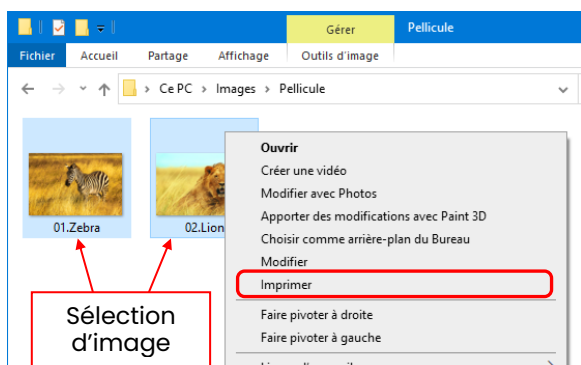 Gérer
Pellicule
Fichier
Accueil
Partage
Affichage
Outils d'image
Ce PC > Images > Pellicule
01.Zebra
02.Lion
Ouvrir
Créer une vidéo
Modifier avec Photos
Apporter des modifications avec Paint 3D
Choisir comme arrière-plan du Bureau
Modifier
Imprimer
Faire pivoter à droite
Faire pivoter à gauche
Sélection
d'image